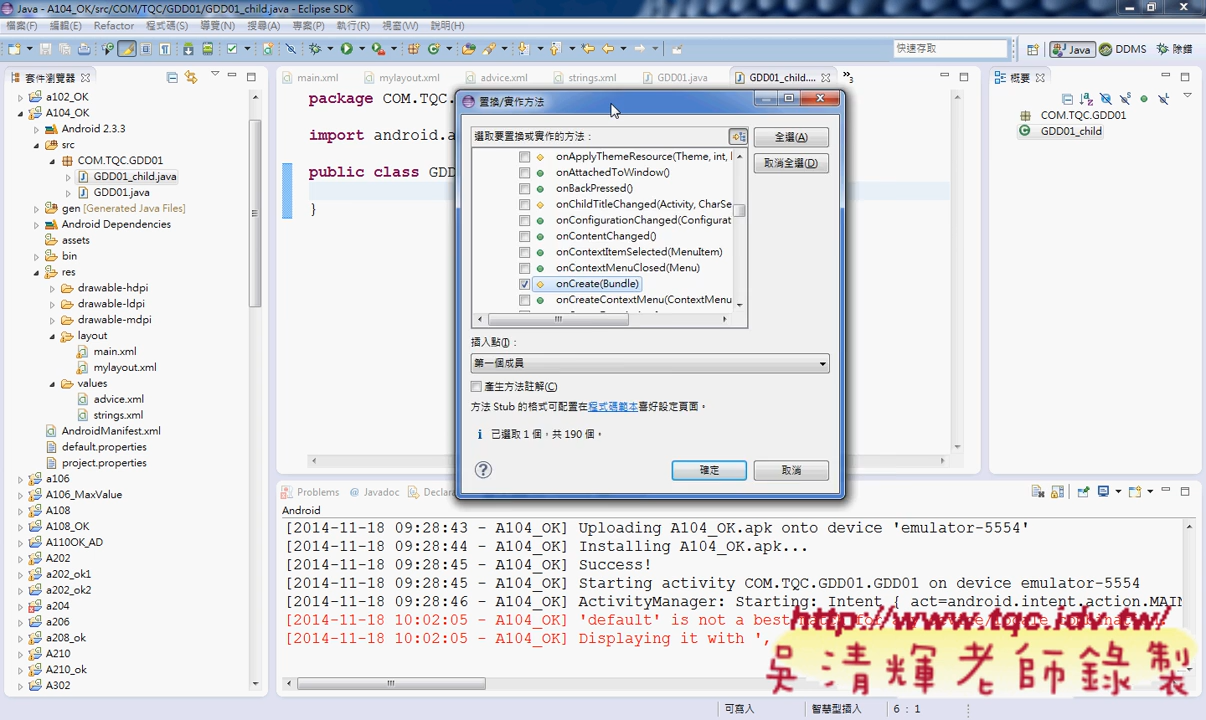 Java - A104_OK/src/COM/TQC/GDD01/GDD01_child.java - Eclipse SDK
檔案(F) 編輯(E) Refactor 程式碼(S) 導覽(N) 搜尋(A) 專案(P) 執行(R) 視窗(W) 說明(H)
快速存取 Java DDMS 除錯
套件瀏覽器
a102_OK
A104_OK
Android 2.3.3
src
COM.TQC.GDD01
GDD01_child.java
GDD01.java
gen [Generated Java Files]
Android Dependencies
assets
bin
res
drawable-hdpi
drawable-ldpi
drawable-mdpi
layout
main.xml
mylayout.xml
values
advice.xml
strings.xml
AndroidManifest.xml
default.properties
project.properties
a106
A106_MaxValue
A108
A108_OK
A110OK_AD
A202
a202_ok1
a202_ok2
a204
a206
a208_ok
A210
A210_ok
A302
main.xml mylayout.xml advice.xml strings.xml GDD01.java GDD01_child.... »3
package COM.TQC.
import android.a
public class GDD
}
置換/實作方法
選取要置換或實作的方法：
onApplyThemeResource(Theme, int, 
onAttachedToWindow()
onBackPressed()
onChildTitleChanged(Activity, CharSe
onConfigurationChanged(Configurat
onContentChanged()
onContextItemSelected(MenuItem)
onContextMenuClosed(Menu)
onCreate(Bundle)
onCreateContextMenu(ContextMenu
全選(A)
取消全選(D)
插入點(I)：
第一個成員
產生方法註解(C)
方法 Stub 的格式可配置在程式碼範本喜好設定頁面。
i 已選取 1 個，共 190 個。
? 確定 取消
概要
COM.TQC.GDD01
GDD01_child
Problems @ Javadoc Declar
Android
[2014-11-18 09:28:43 - A104_OK] Uploading A104_OK.apk onto device 'emulator-5554'
[2014-11-18 09:28:44 - A104_OK] Installing A104_OK.apk...
[2014-11-18 09:28:45 - A104_OK] Success!
[2014-11-18 09:28:45 - A104_OK] Starting activity COM.TQC.GDD01.GDD01 on device emulator-5554
[2014-11-18 09:28:46 - A104_OK] ActivityManager: Starting: Intent { act=android.intent.action.MAIN
[2014-11-18 10:02:05 - A104_OK] 'default' is not a best match for any device/locale combination.
[2014-11-18 10:02:05 - A104_OK] Displaying it with ',
http://www.tqc.idv.tw/
吳清輝老師錄製
可寫入 智慧型插入 6 : 1